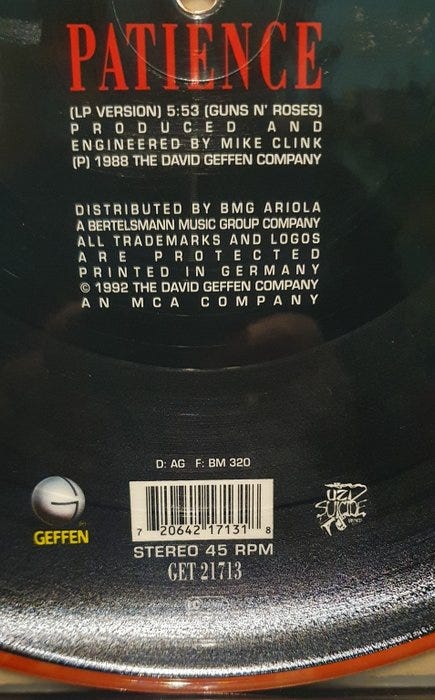 PATIENCE
(LP VERSION) 5:53 (GUNS N' ROSES)
PRODUCED AND
ENGINEERED BY MIKE CLINK
(P) 1988 THE DAVID GEFFEN COMPANY
DISTRIBUTED BY BMG ARIOLA
A BERTELSMANN MUSIC GROUP COMPANY
ALL TRADEMARKS AND LOGOS
ARE PROTECTED
PRINTED IN GERMANY
© 1992 THE DAVID GEFFEN COMPANY
AN MCA COMPANY
D: AG F: BM 320
GEFFEN
7 20642 17131 8
UZI SUICIDE
STEREO 45 RPM
GET 21713